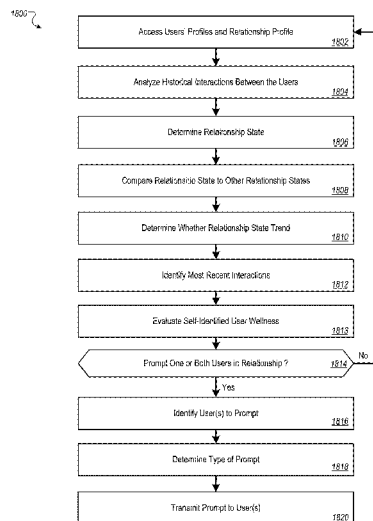 1800
Access Users' Profiles and Relationship Profile
1802
Analyze Historical Interactions Between the Users
1804
Determine Relationship State
1806
Compare Relationship State to Other Relationship States
1808
Determine Whether Relationship State Trend
1810
Identify Most Recent Interactions
1812
Evaluate Self-Identified User Wellness
1813
Prompt One or Both Users in Relationship ?
1814
No
Yes
Identify User(s) to Prompt
1816
Determine Type of Prompt
1818
Transmit Prompt to User(s)
1820